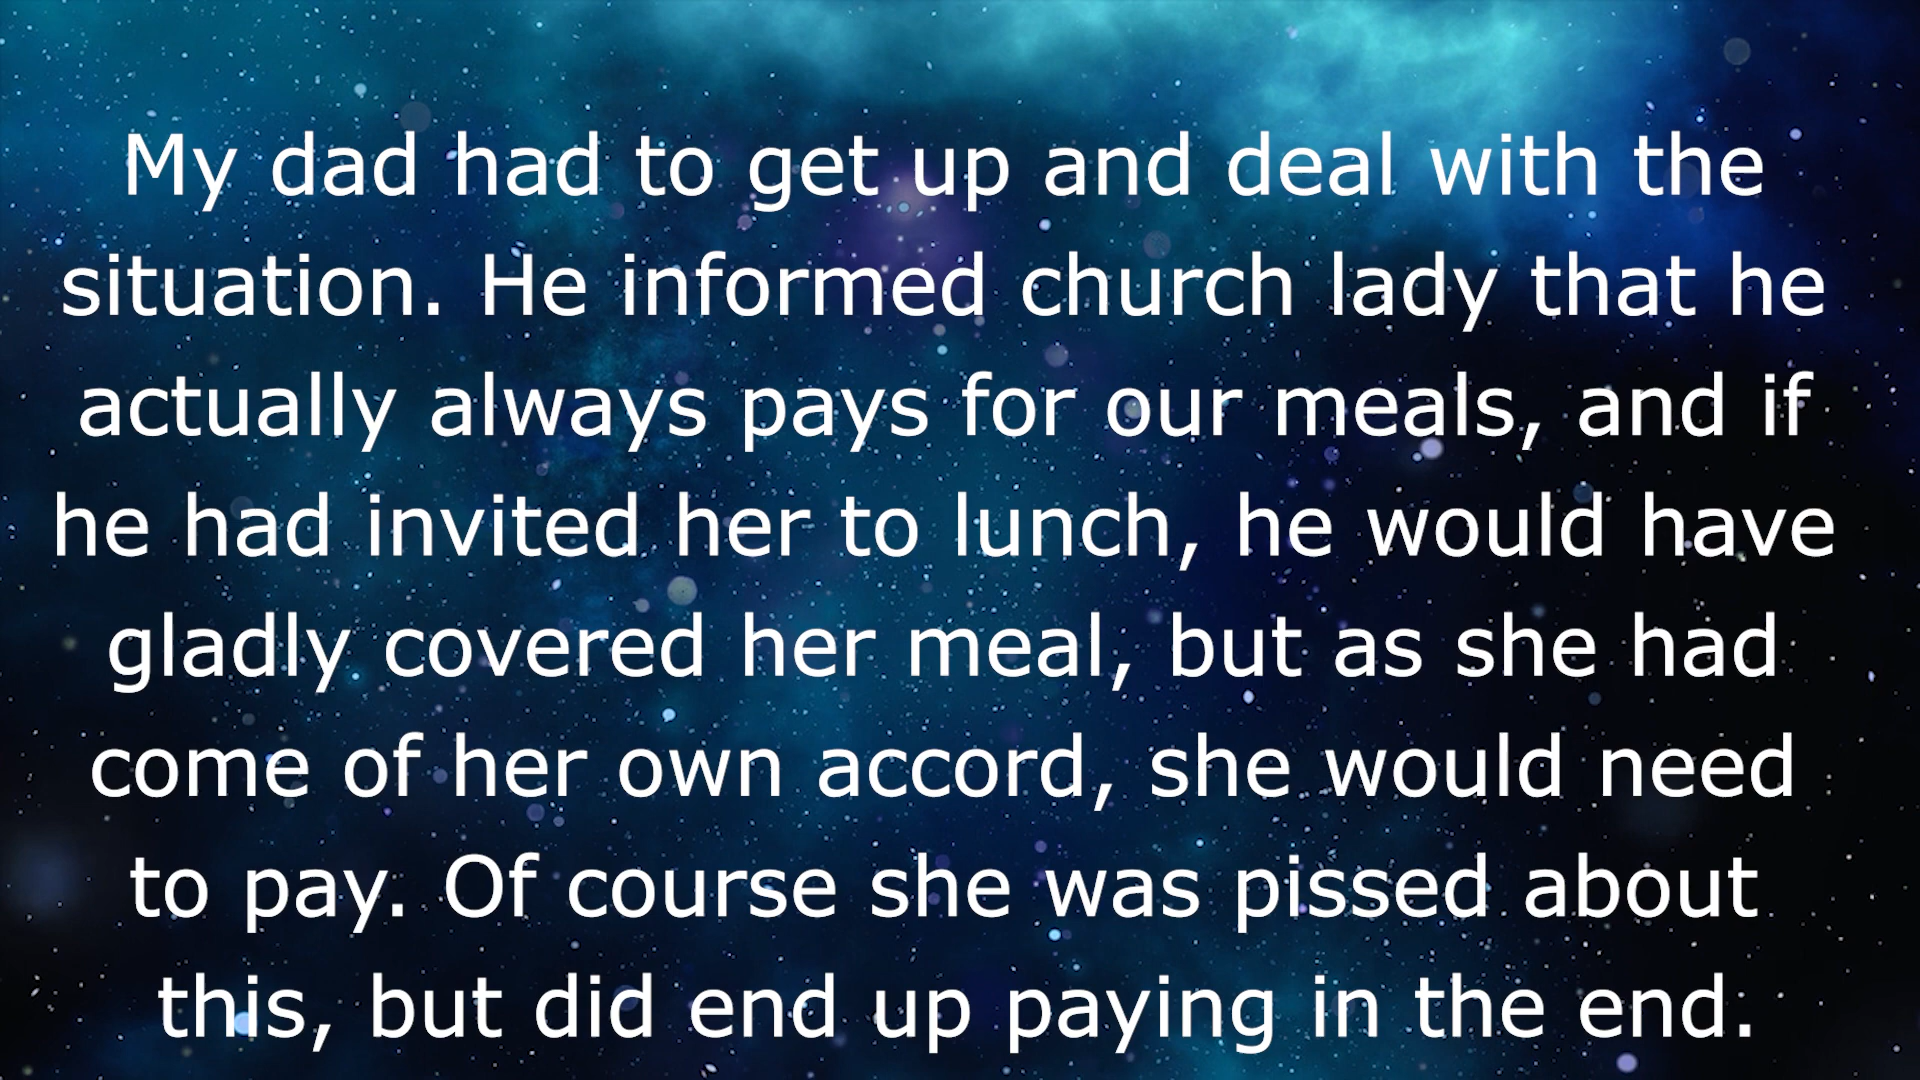 My dad had to get up and deal with the
situation. He informed church lady that he
actually always pays for our meals, and if
he had invited her to lunch, he would have
gladly covered her meal, but as she had
come of her own accord, she would need
to pay. Of course she was pissed about
this, but did end up paying in the end.